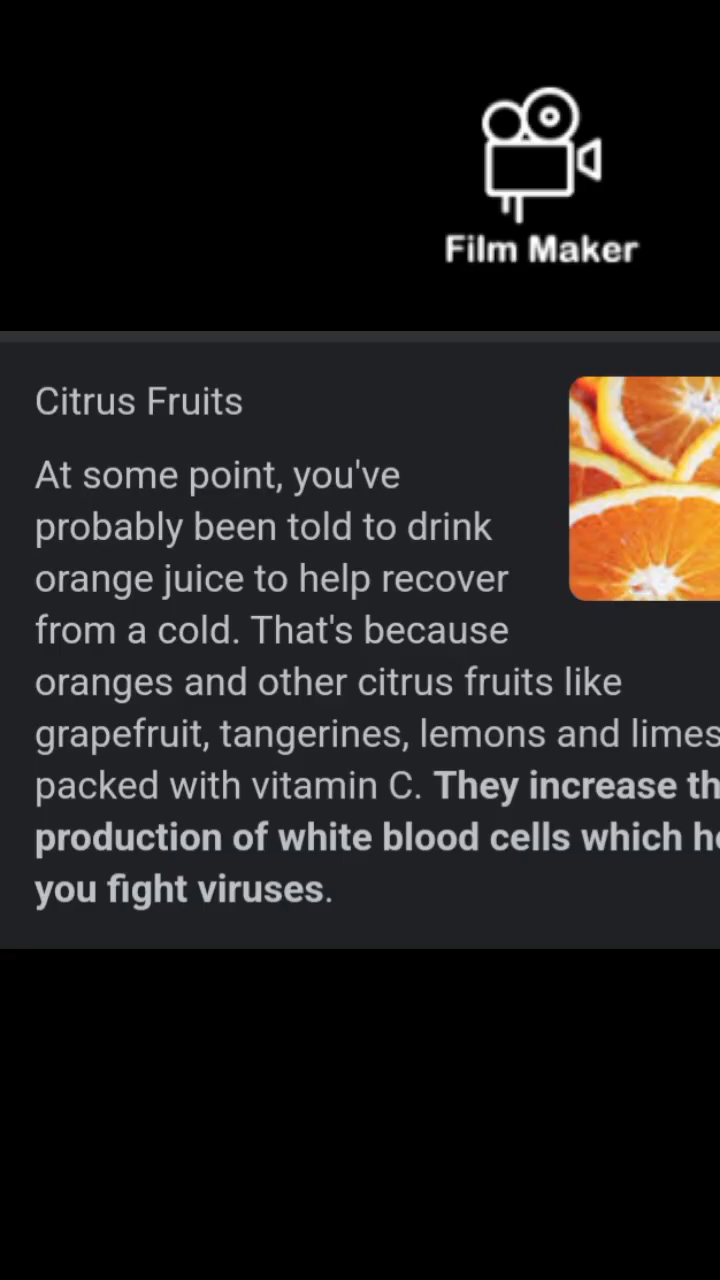 Film Maker
Citrus Fruits
At some point, you've
probably been told to drink
orange juice to help recover
from a cold. That's because
oranges and other citrus fruits like
grapefruit, tangerines, lemons and limes
packed with vitamin C. They increase
production of white blood cells which
you fight viruses.